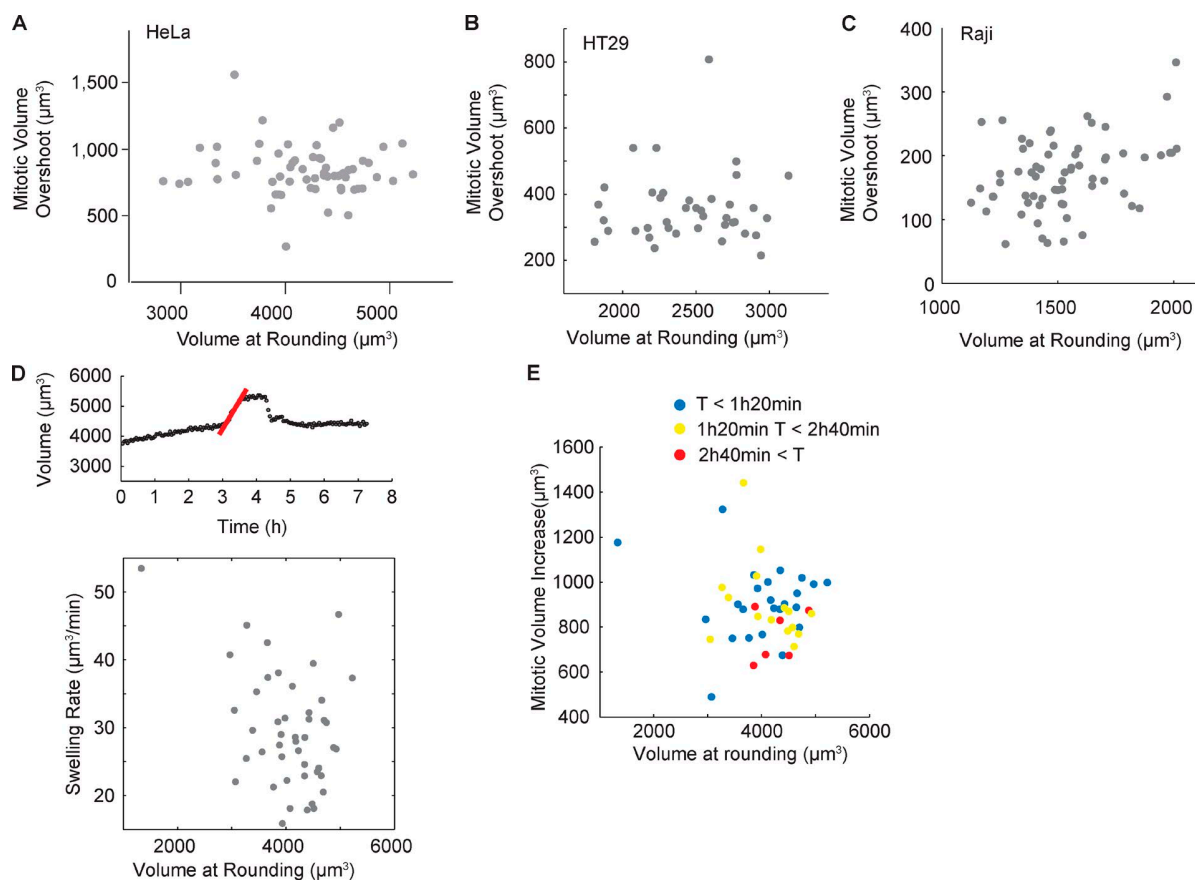 A
HeLa
Mitotic Volume
Overshoot (µm³)
1,500
1,000
500
0
3000 4000 5000
Volume at Rounding (µm³)
B
HT29
Mitotic Volume
Overshoot (µm³)
800
600
400
200
2000 2500 3000
Volume at Rounding (µm³)
C
Raji
Mitotic Volume
Overshoot (µm³)
400
300
200
100
0
1000 1500 2000
Volume at Rounding (µm³)
D
Volume (µm³)
6000
5000
4000
3000
0 1 2 3 4 5 6 7 8
Time (h)
Swelling Rate (µm³/min)
50
40
30
20
2000 4000 6000
Volume at Rounding (µm³)
E
T < 1h20min
1h20min T < 2h40min
2h40min < T
Mitotic Volume Increase(µm³)
1600
1400
1200
1000
800
600
400
2000 4000 6000
Volume at rounding (µm³)